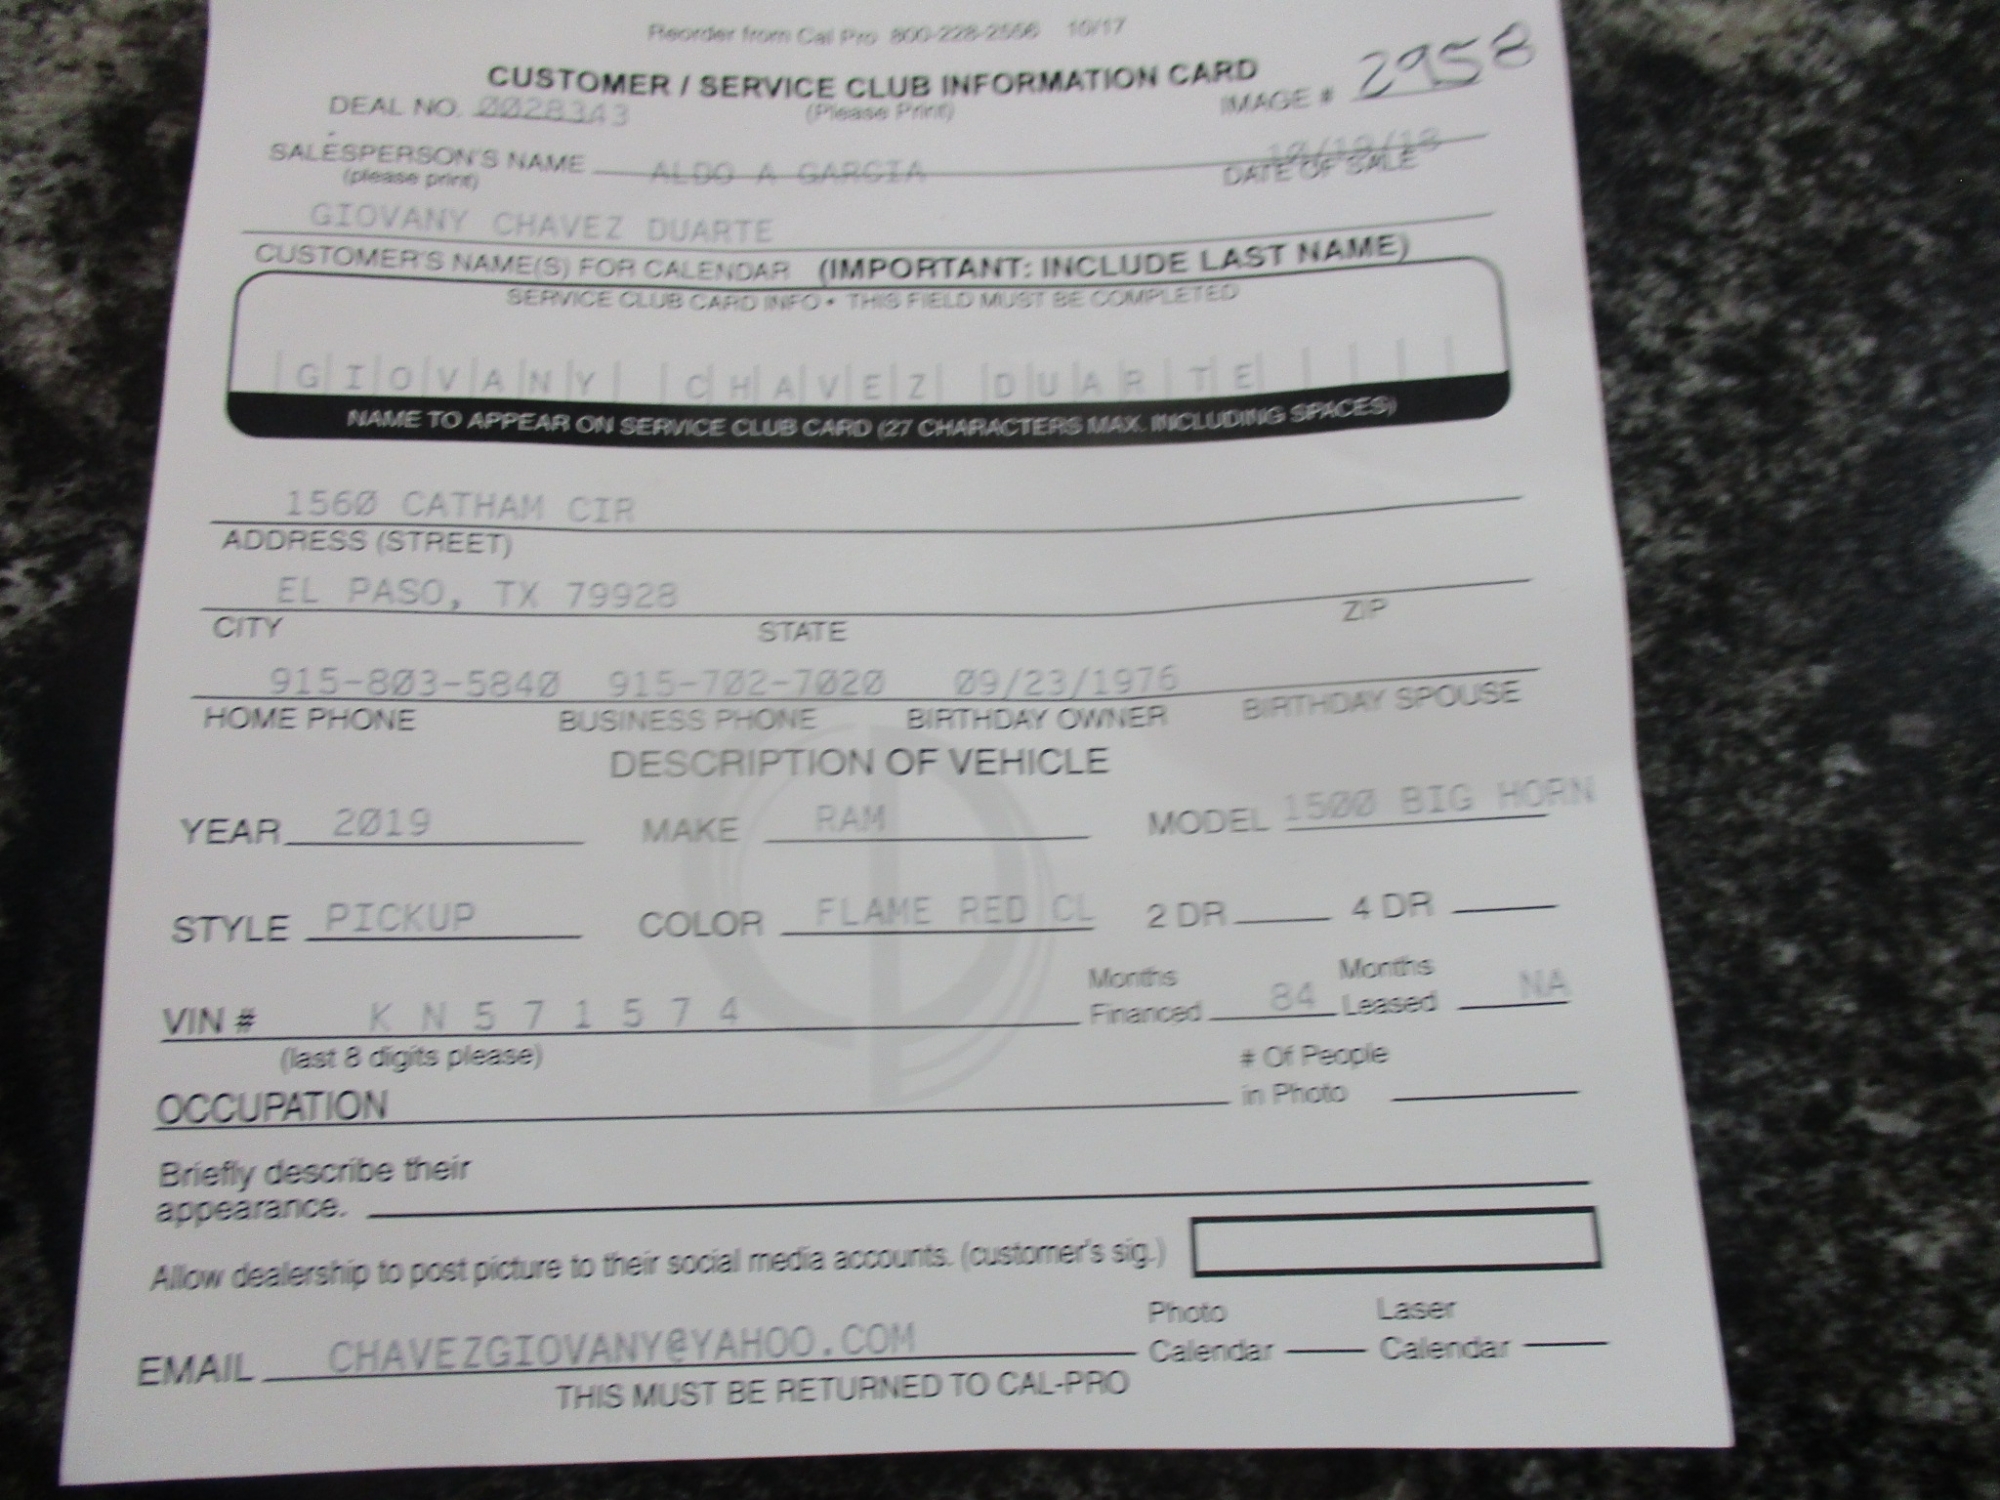 Reorder from Cal Pro 800-228-2556 10/17
CUSTOMER / SERVICE CLUB INFORMATION CARD
(Please Print)
DEAL NO. 0028343
IMAGE # 2958
SALESPERSON'S NAME ALDO A GARCIA
(please print)
DATE OF SALE
GIOVANY CHAVEZ DUARTE
CUSTOMER'S NAME(S) FOR CALENDAR (IMPORTANT: INCLUDE LAST NAME)
SERVICE CLUB CARD INFO • THIS FIELD MUST BE COMPLETED
GIOVANY CHAVEZ DUARTE
NAME TO APPEAR ON SERVICE CLUB CARD (27 CHARACTERS MAX. INCLUDING SPACES)
1560 CATHAM CIR
ADDRESS (STREET)
EL PASO, TX 79928
CITY STATE ZIP
915-803-5840 915-702-7020 09/23/1976
HOME PHONE BUSINESS PHONE BIRTHDAY OWNER BIRTHDAY SPOUSE
DESCRIPTION OF VEHICLE
YEAR 2019 MAKE RAM MODEL 1500 BIG HORN
STYLE PICKUP COLOR FLAME RED CL 2 DR 4 DR
Months Months
VIN # K N 5 7 1 5 7 4 Financed 84 Leased NA
(last 8 digits please)
# Of People
OCCUPATION in Photo
Briefly describe their
appearance.
Allow dealership to post picture to their social media accounts. (customer's sig.)
Photo Laser
EMAIL CHAVEZGIOVANY@YAHOO.COM Calendar Calendar
THIS MUST BE RETURNED TO CAL-PRO